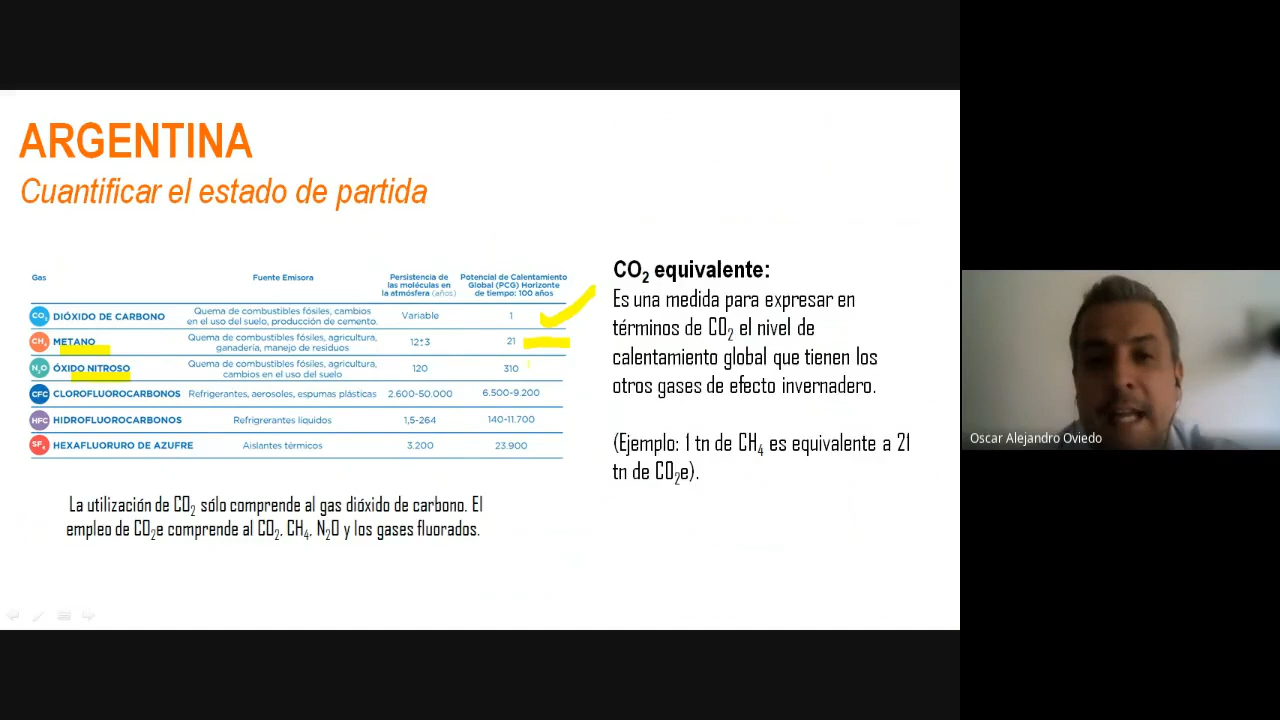 ARGENTINA
Cuantificar el estado de partida
Gas
Fuente Emisora
Persistencia de
las moléculas en
la atmósfera (años)
Potencial de Calentamiento
Global (PCG) Horizonte
de tiempo: 100 años
CO₂ DIÓXIDO DE CARBONO
Quema de combustibles fósiles, cambios
en el uso del suelo, producción de cemento.
Variable
1
CH₄ METANO
Quema de combustibles fósiles, agricultura,
ganadería, manejo de residuos
12±3
21
N₂O ÓXIDO NITROSO
Quema de combustibles fósiles, agricultura,
cambios en el uso del suelo
120
310
CFC CLOROFLUOROCARBONOS
Refrigerantes, aerosoles, espumas plásticas
2.600-50.000
6.500-9.200
HFC HIDROFLUOROCARBONOS
Refrigrerantes líquidos
1,5-264
140-11.700
SF₆ HEXAFLUORURO DE AZUFRE
Aislantes térmicos
3.200
23.900
La utilización de CO₂ sólo comprende al gas dióxido de carbono. El
empleo de CO₂e comprende al CO₂, CH₄, N₂O y los gases fluorados.
CO₂ equivalente:
Es una medida para expresar en
términos de CO₂ el nivel de
calentamiento global que tienen los
otros gases de efecto invernadero.
(Ejemplo: 1 tn de CH₄ es equivalente a 21
tn de CO₂e).
Oscar Alejandro Oviedo